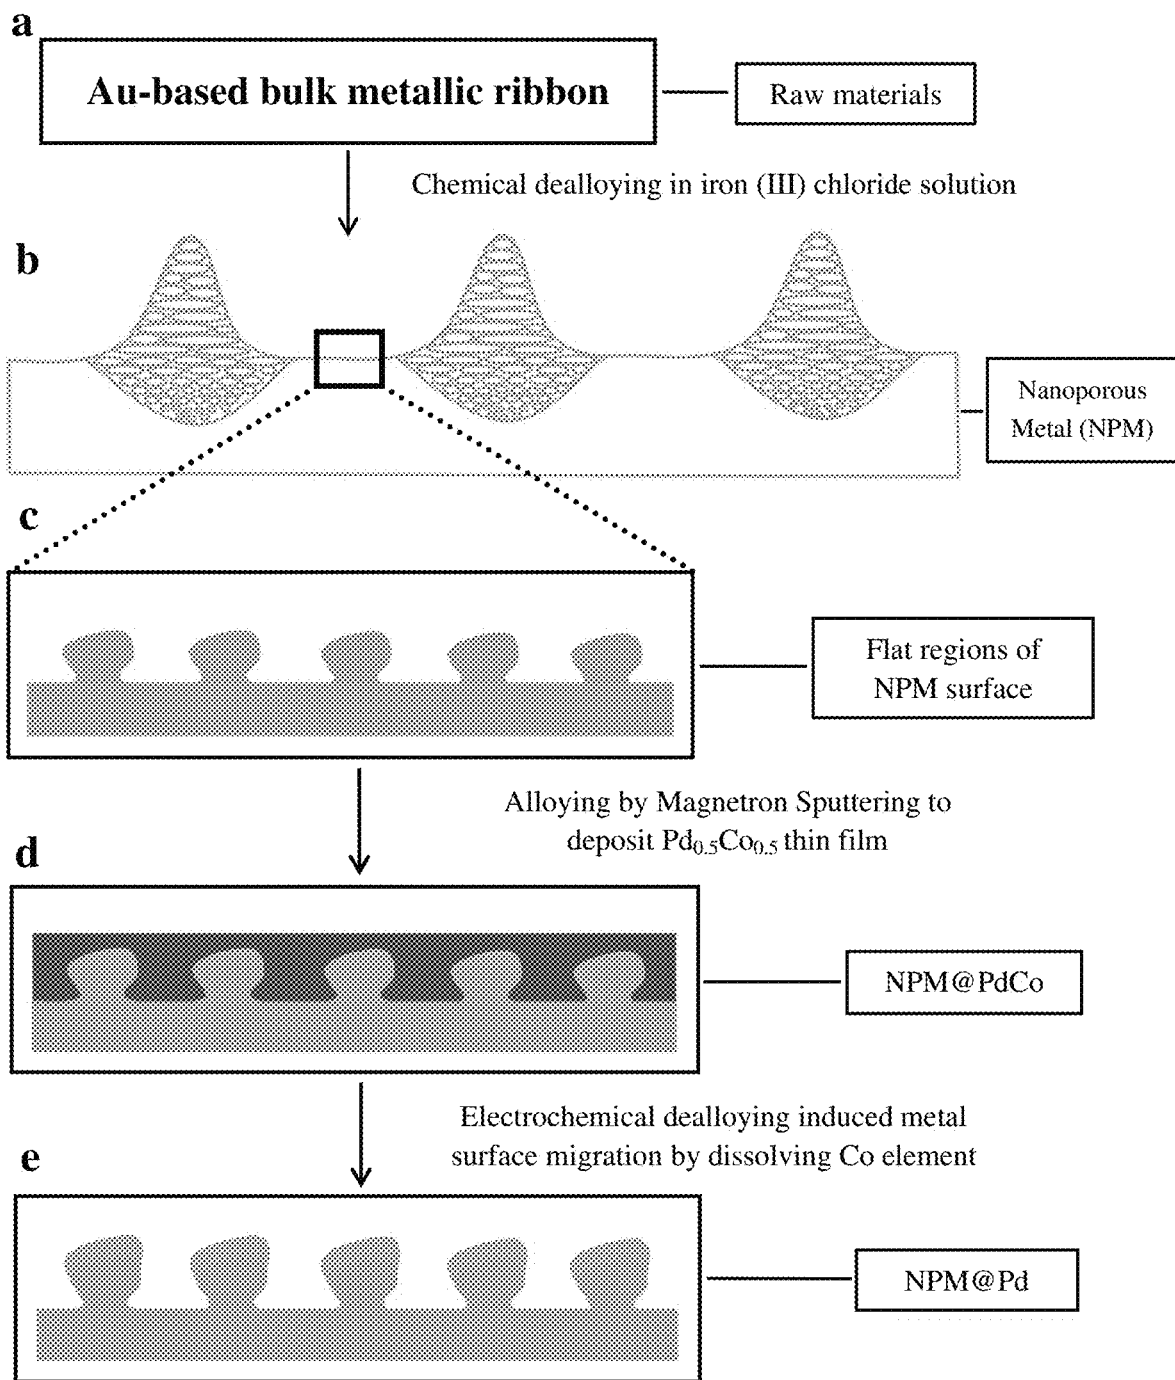 a
Au-based bulk metallic ribbon
Raw materials
Chemical dealloying in iron (III) chloride solution
b
Nanoporous
Metal (NPM)
c
Flat regions of
NPM surface
Alloying by Magnetron Sputtering to
deposit Pd₀.₅Co₀.₅ thin film
d
NPM@PdCo
Electrochemical dealloying induced metal
surface migration by dissolving Co element
e
NPM@Pd